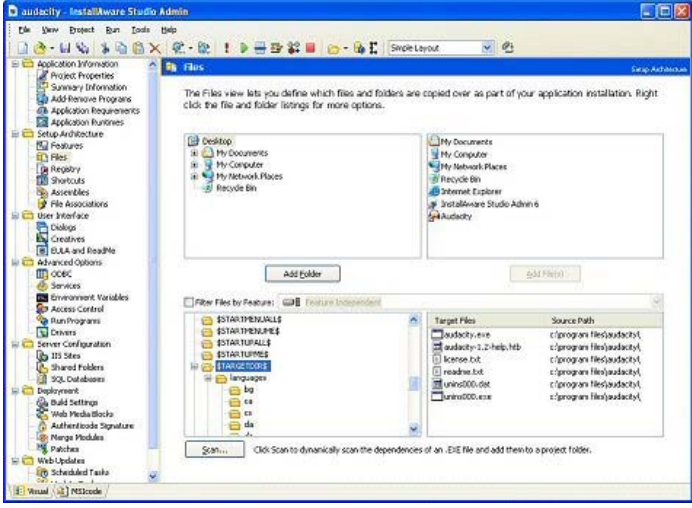 audacity - InstallAware Studio Admin
File View Project Run Tools Help
Simple Layout
Application Information
Project Properties
Summary Information
Add-Remove Programs
Application Requirements
Application Runtimes
Setup Architecture
Features
Files
Registry
Shortcuts
Assemblies
File Associations
User Interface
Dialogs
Creatives
EULA and ReadMe
Advanced Options
ODBC
Services
Environment Variables
Access Control
Run Programs
Drivers
Server Configuration
IIS Sites
Shared Folders
SQL Databases
Deployment
Build Settings
Web Media Blocks
Authenticode Signature
Merge Modules
Patches
Web Updates
Scheduled Tasks
Visual MSIcode
Files
Setup Architecture
The Files view lets you define which files and folders are copied over as part of your application installation. Right
click the file and folder listings for more options.
Desktop
My Documents
My Computer
My Network Places
Recycle Bin
My Documents
My Computer
My Network Places
Recycle Bin
Internet Explorer
InstallAware Studio Admin 6
Audacity
Add Folder
Add File(s)
Filter Files by Feature: Feature Independent
$STARTMENUALL$
$STARTMENUME$
$STARTUPALL$
$STARTUPME$
$TARGETDIR$
languages
bg
ca
cs
da
Target Files Source Path
audacity.exe c:\program files\audacity\,
audacity-1.2-help.htb c:\program files\audacity\,
license.txt c:\program files\audacity\,
readme.txt c:\program files\audacity\,
unins000.dat c:\program files\audacity\,
unins000.exe c:\program files\audacity\,
Scan...
Click Scan to dynamically scan the dependencies of an .EXE file and add them to a project folder.